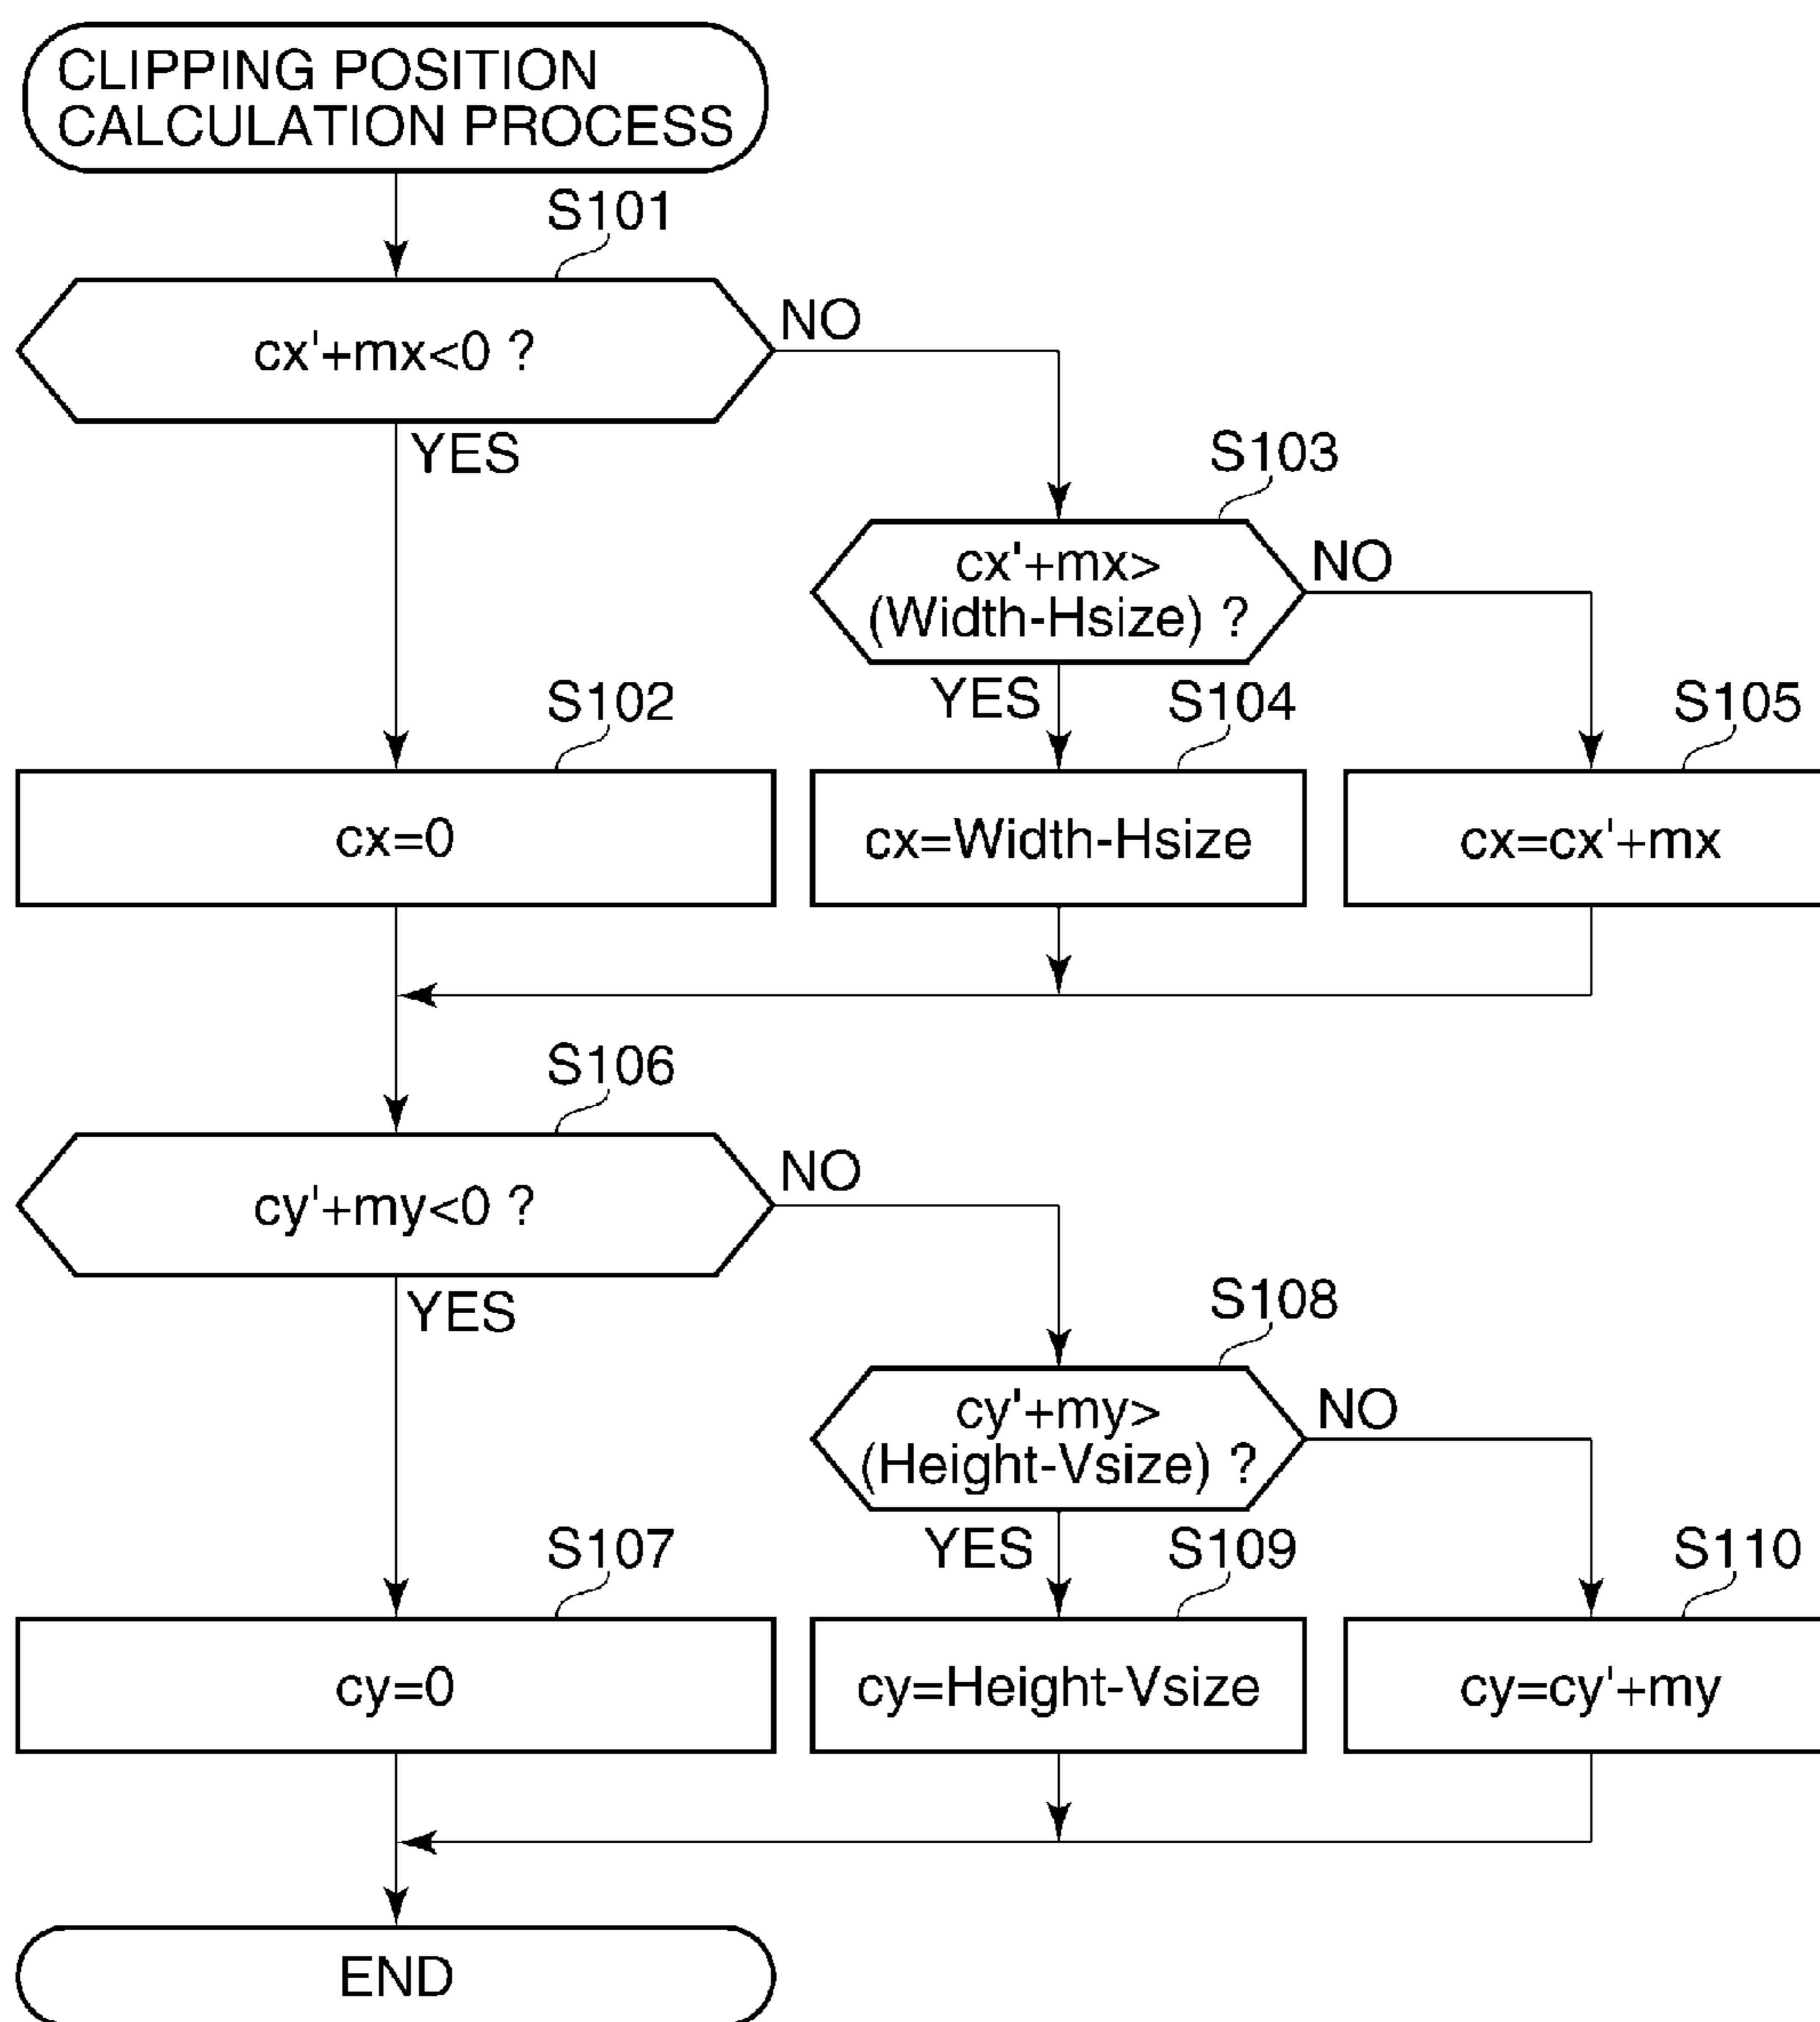 CLIPPING POSITION
CALCULATION PROCESS
S101
cx'+mx<0 ?
NO
YES
S103
cx'+mx>
(Width-Hsize) ?
NO
YES
S102
cx=0
S104
cx=Width-Hsize
S105
cx=cx'+mx
S106
cy'+my<0 ?
NO
YES
S108
cy'+my>
(Height-Vsize) ?
NO
YES
S107
cy=0
S109
cy=Height-Vsize
S110
cy=cy'+my
END